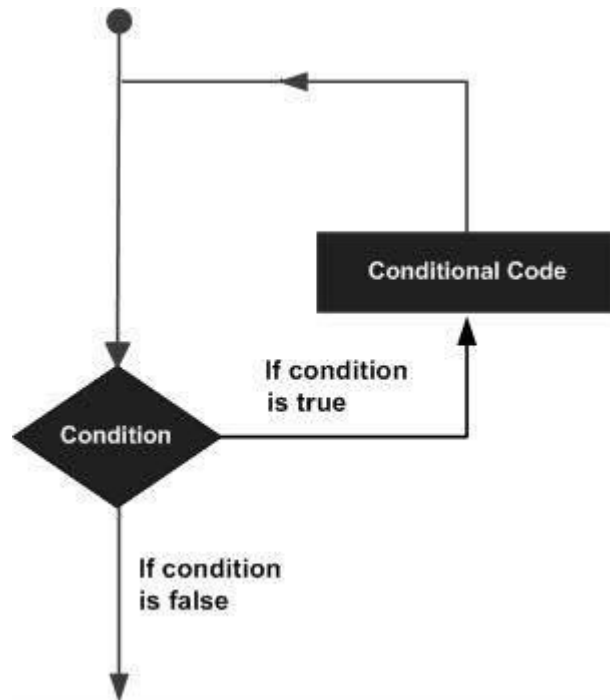 Conditional Code
If condition
is true
Condition
If condition
is false